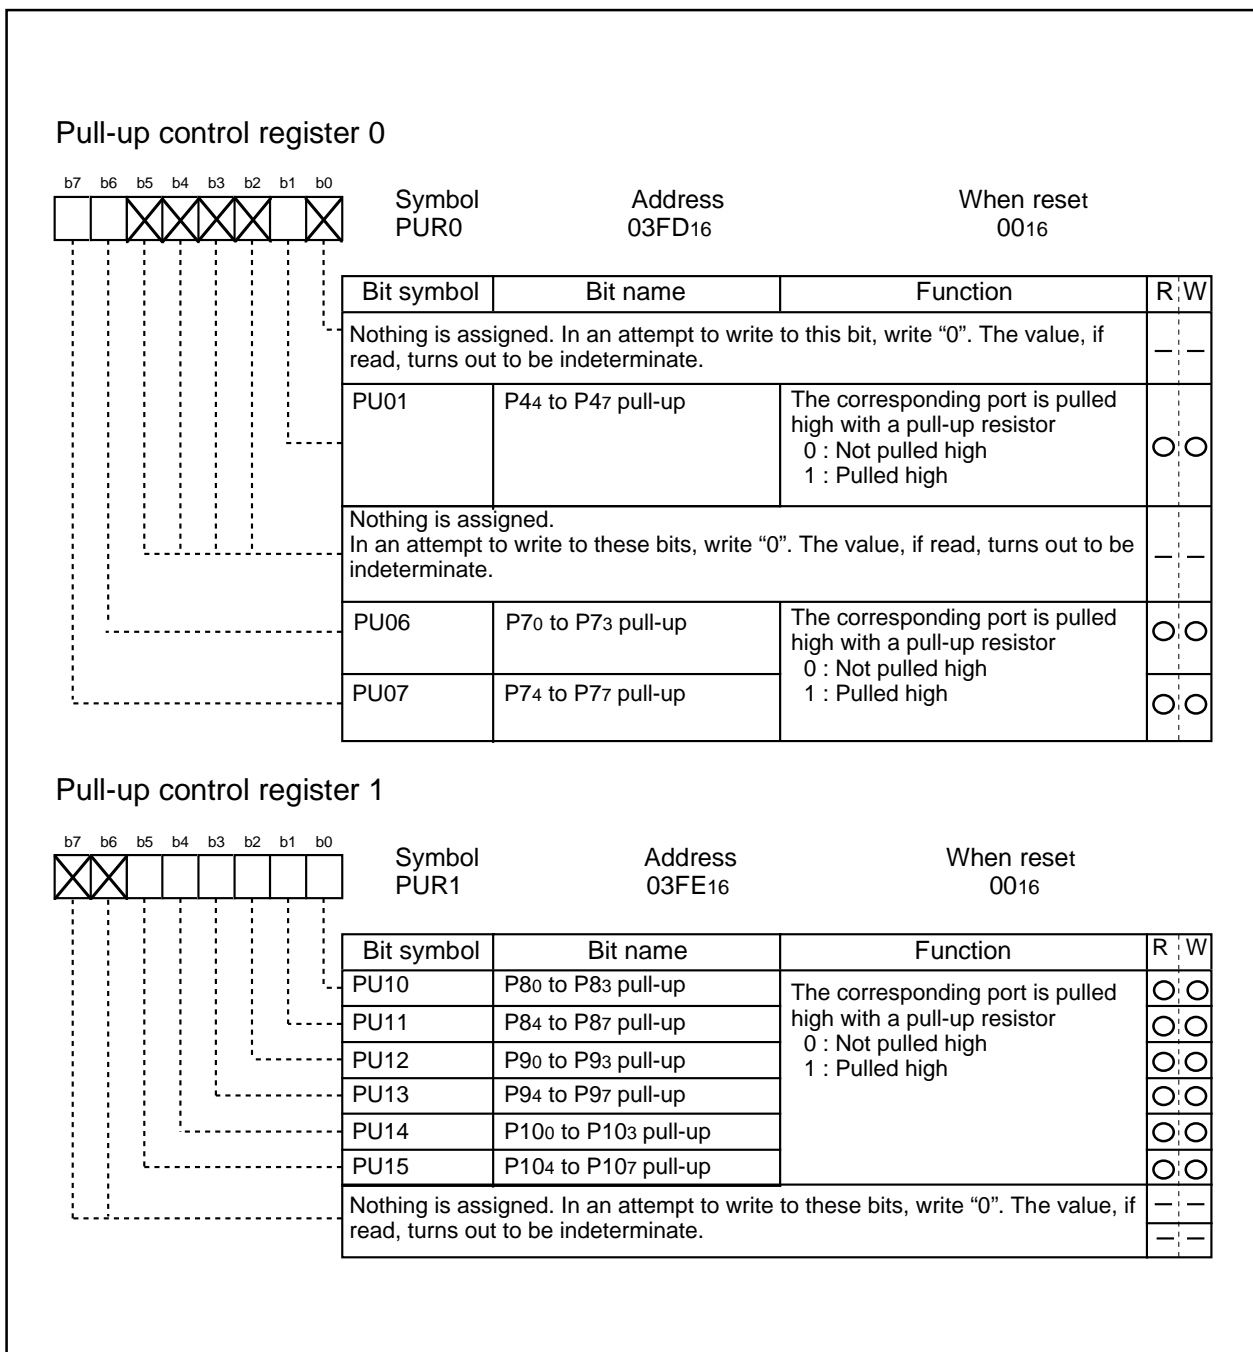 Pull-up control register 0
b7 b6 b5 b4 b3 b2 b1 b0
Symbol Address When reset
PUR0 03FD16 0016
Bit symbol Bit name Function R W
Nothing is assigned. In an attempt to write to this bit, write “0”. The value, if
read, turns out to be indeterminate.
— —
PU01 P44 to P47 pull-up The corresponding port is pulled
high with a pull-up resistor
0 : Not pulled high
1 : Pulled high
Nothing is assigned.
In an attempt to write to these bits, write “0”. The value, if read, turns out to be
indeterminate.
— —
PU06 P70 to P73 pull-up The corresponding port is pulled
high with a pull-up resistor
0 : Not pulled high
PU07 P74 to P77 pull-up 1 : Pulled high
Pull-up control register 1
b7 b6 b5 b4 b3 b2 b1 b0
Symbol Address When reset
PUR1 03FE16 0016
Bit symbol Bit name Function R W
PU10 P80 to P83 pull-up The corresponding port is pulled
PU11 P84 to P87 pull-up high with a pull-up resistor
0 : Not pulled high
PU12 P90 to P93 pull-up 1 : Pulled high
PU13 P94 to P97 pull-up
PU14 P100 to P103 pull-up
PU15 P104 to P107 pull-up
Nothing is assigned. In an attempt to write to these bits, write “0”. The value, if — —
read, turns out to be indeterminate. — —